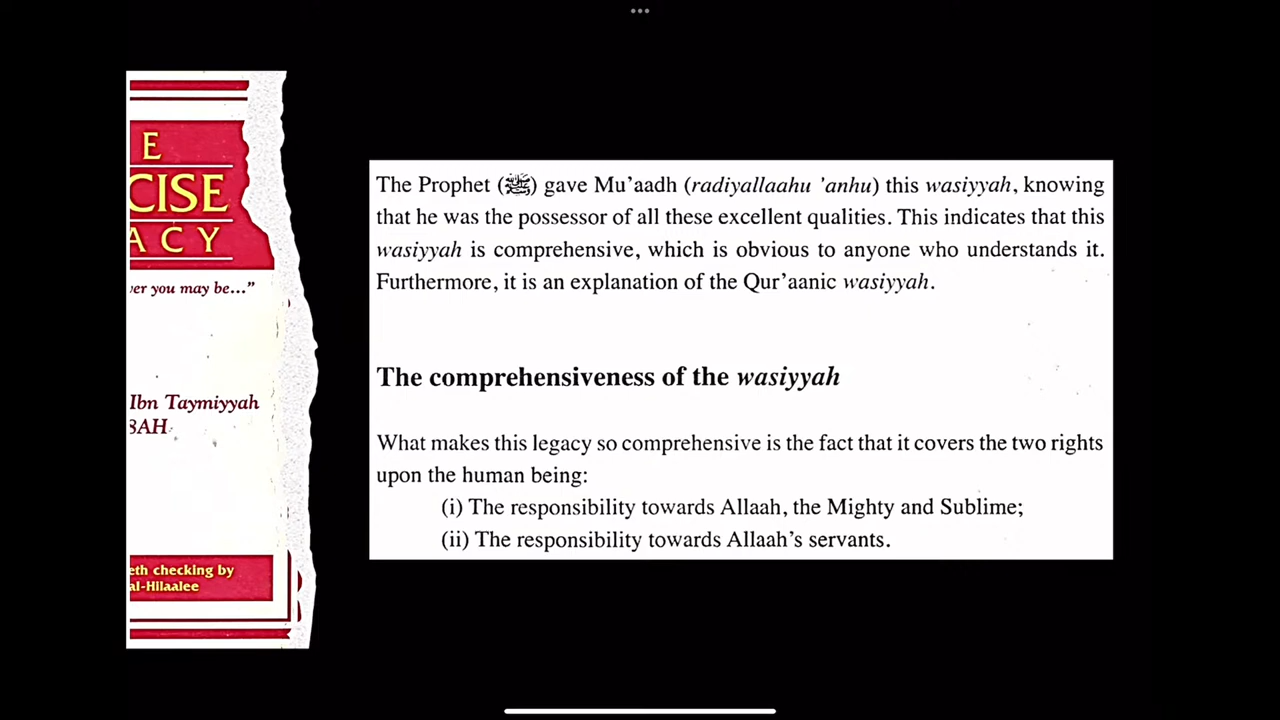 E
CISE
ACY
ver you may be...”
Ibn Taymiyyah
8AH
eth checking by
al-Hilaalee
The Prophet (ﷺ) gave Mu’aadh (radiyallaahu ’anhu) this wasiyyah, knowing
that he was the possessor of all these excellent qualities. This indicates that this
wasiyyah is comprehensive, which is obvious to anyone who understands it.
Furthermore, it is an explanation of the Qur’aanic wasiyyah.
The comprehensiveness of the wasiyyah
What makes this legacy so comprehensive is the fact that it covers the two rights
upon the human being:
(i) The responsibility towards Allaah, the Mighty and Sublime;
(ii) The responsibility towards Allaah’s servants.